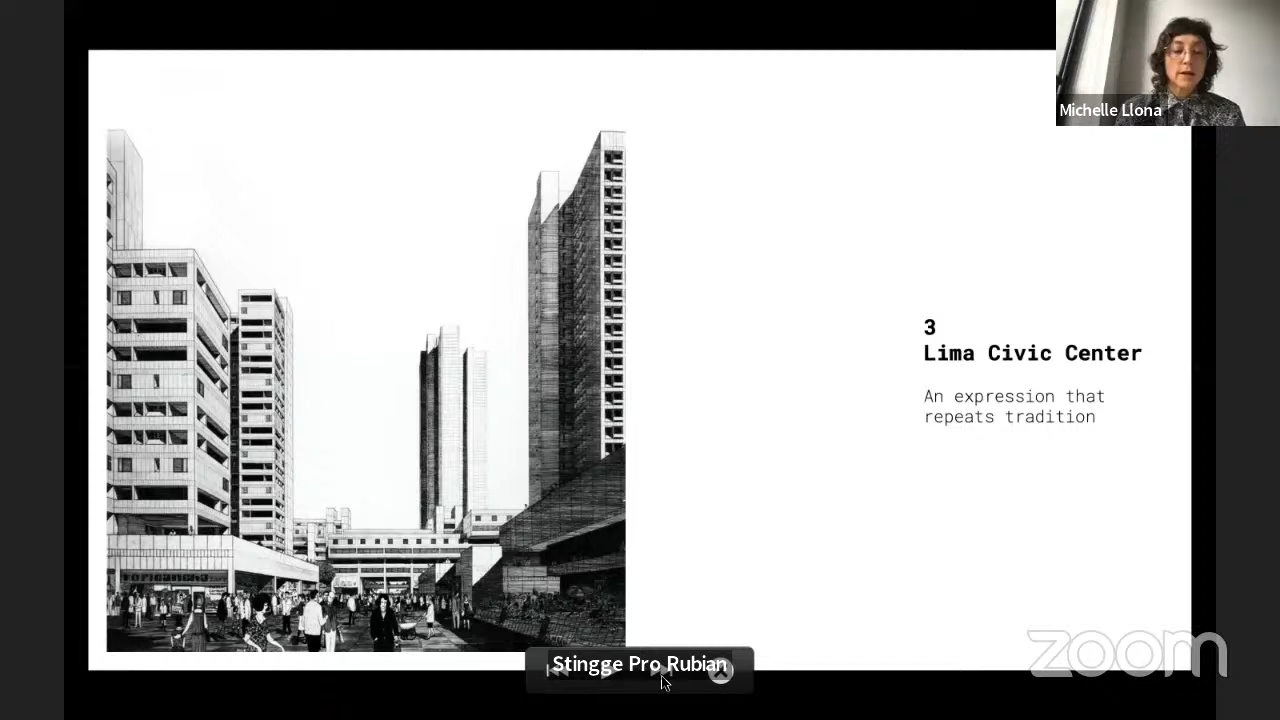 Michelle Llona
3
Lima Civic Center
An expression that
repeats tradition
zoom
Stingge Pro Rubian